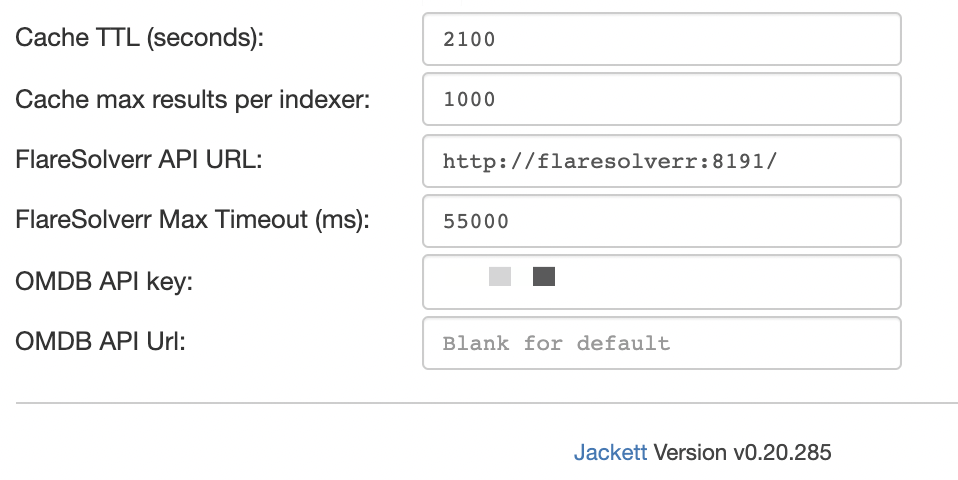 Cache TTL (seconds): 2100
Cache max results per indexer: 1000
FlareSolverr API URL: http://flaresolverr:8191/
FlareSolverr Max Timeout (ms): 55000
OMDB API key:
OMDB API Url: Blank for default
Jackett Version v0.20.285